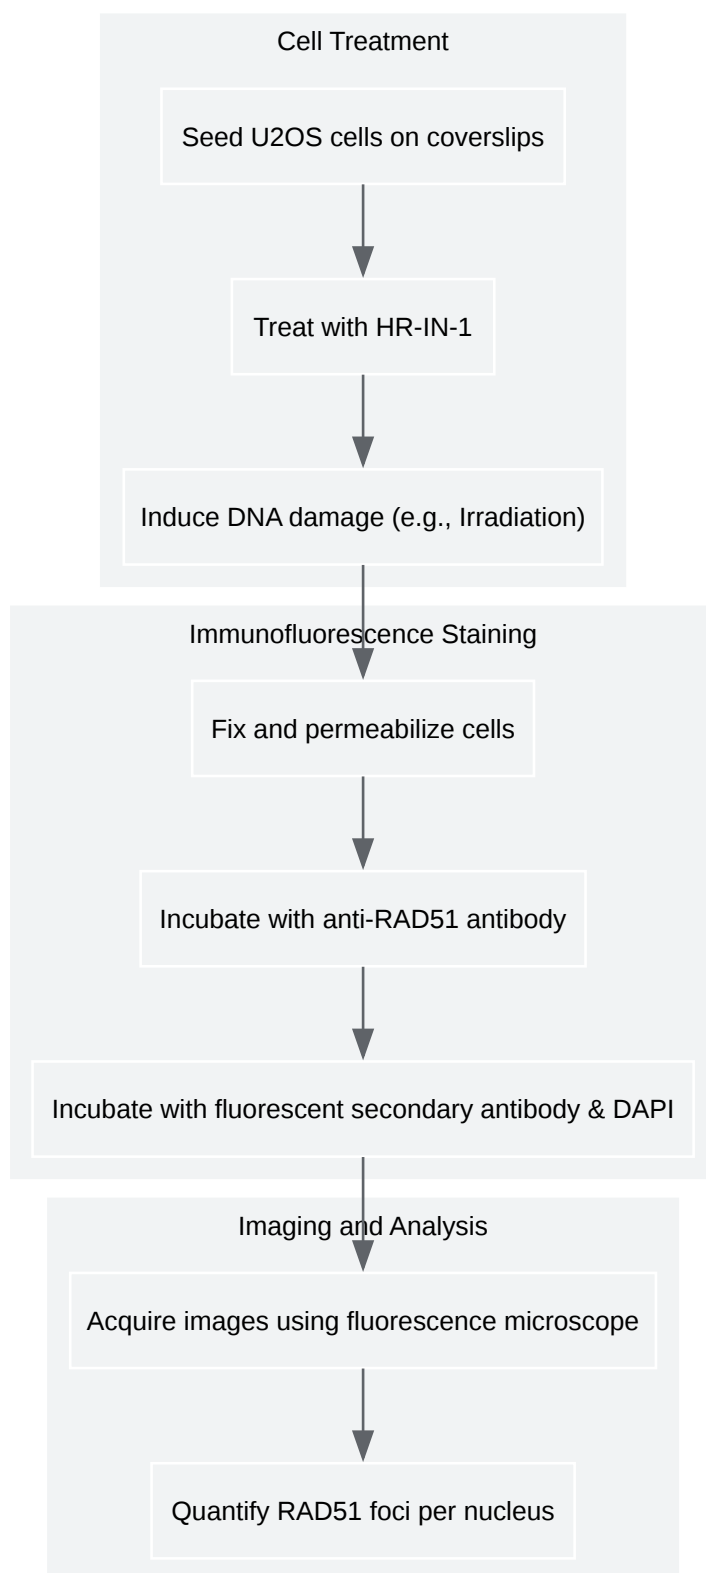 Cell Treatment
Seed U2OS cells on coverslips
Treat with HR-IN-1
Induce DNA damage (e.g., Irradiation)
Immunofluorescence Staining
Fix and permeabilize cells
Incubate with anti-RAD51 antibody
Incubate with fluorescent secondary antibody & DAPI
Imaging and Analysis
Acquire images using fluorescence microscope
Quantify RAD51 foci per nucleus